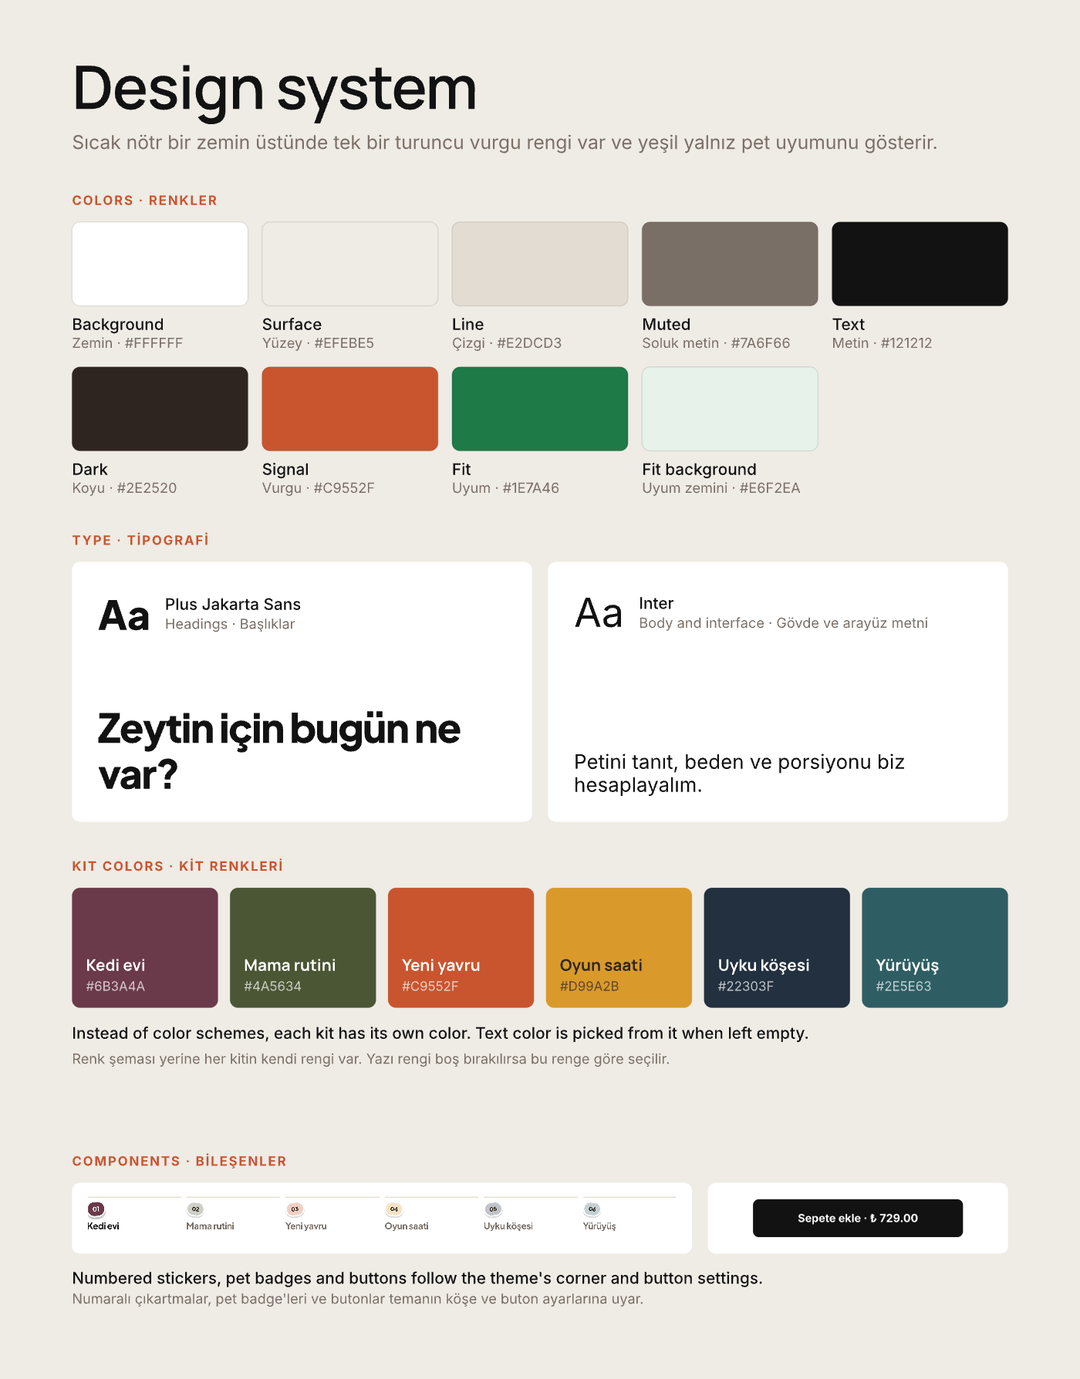 Design system
Sıcak nötr bir zemin üstünde tek bir turuncu vurgu rengi var ve yeşil yalnız pet uyumunu gösterir.
COLORS · RENKLER
Background
Zemin · #FFFFFF
Surface
Yüzey · #EFEBE5
Line
Çizgi · #E2DCD3
Muted
Soluk metin · #7A6F66
Text
Metin · #121212
Dark
Koyu · #2E2520
Signal
Vurgu · #C9552F
Fit
Uyum · #1E7A46
Fit background
Uyum zemini · #E6F2EA
TYPE · TİPOGRAFİ
Aa
Plus Jakarta Sans
Headings · Başlıklar
Zeytin için bugün ne
var?
Aa
Inter
Body and interface · Gövde ve arayüz metni
Petini tanıt, beden ve porsiyonu biz
hesaplayalım.
KIT COLORS · KİT RENKLERİ
Kedi evi
#6B3A4A
Mama rutini
#4A5634
Yeni yavru
#C9552F
Oyun saati
#D99A2B
Uyku köşesi
#22303F
Yürüyüş
#2E5E63
Instead of color schemes, each kit has its own color. Text color is picked from it when left empty.
Renk şeması yerine her kitin kendi rengi var. Yazı rengi boş bırakılırsa bu renge göre seçilir.
COMPONENTS · BİLEŞENLER
01
Kedi evi
02
Mama rutini
03
Yeni yavru
04
Oyun saati
05
Uyku köşesi
06
Yürüyüş
Sepete ekle · ₺ 729.00
Numbered stickers, pet badges and buttons follow the theme's corner and button settings.
Numaralı çıkartmalar, pet badge'leri ve butonlar temanın köşe ve buton ayarlarına uyar.